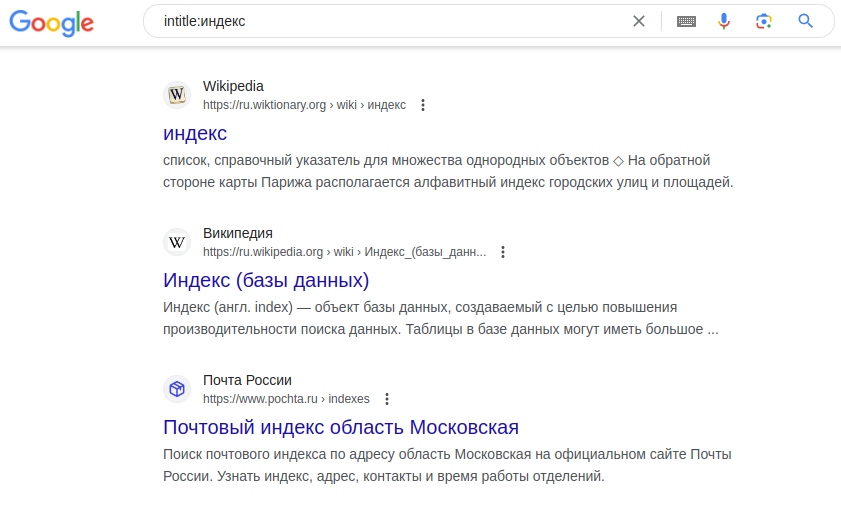 Google
intitle:индекс
Wikipedia
https://ru.wiktionary.org › wiki › индекс
индекс
список, справочный указатель для множества однородных объектов ◇ На обратной
стороне карты Парижа располагается алфавитный индекс городских улиц и площадей.
Википедия
https://ru.wikipedia.org › wiki › Индекс_(базы_данн...
Индекс (базы данных)
Индекс (англ. index) — объект базы данных, создаваемый с целью повышения
производительности поиска данных. Таблицы в базе данных могут иметь большое ...
Почта России
https://www.pochta.ru › indexes
Почтовый индекс область Московская
Поиск почтового индекса по адресу область Московская на официальном сайте Почты
России. Узнать индекс, адрес, контакты и время работы отделений.